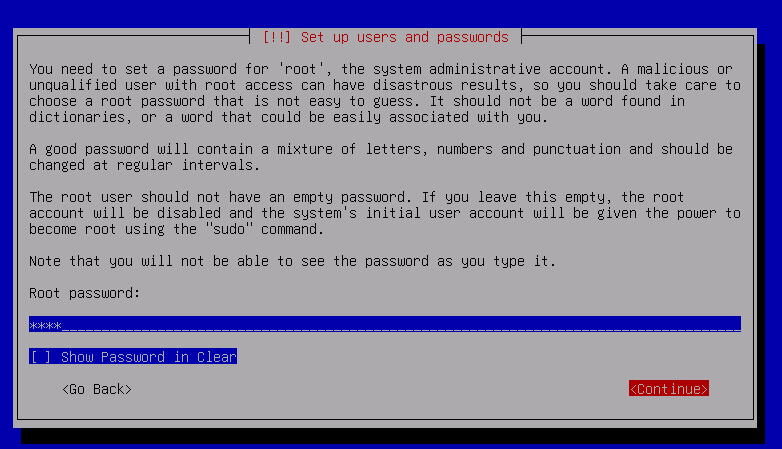 [!!] Set up users and passwords
You need to set a password for 'root', the system administrative account. A malicious or
unqualified user with root access can have disastrous results, so you should take care to
choose a root password that is not easy to guess. It should not be a word found in
dictionaries, or a word that could be easily associated with you.
A good password will contain a mixture of letters, numbers and punctuation and should be
changed at regular intervals.
The root user should not have an empty password. If you leave this empty, the root
account will be disabled and the system's initial user account will be given the power to
become root using the "sudo" command.
Note that you will not be able to see the password as you type it.
Root password:
****
[ ] Show Password in Clear
<Go Back> <Continue>